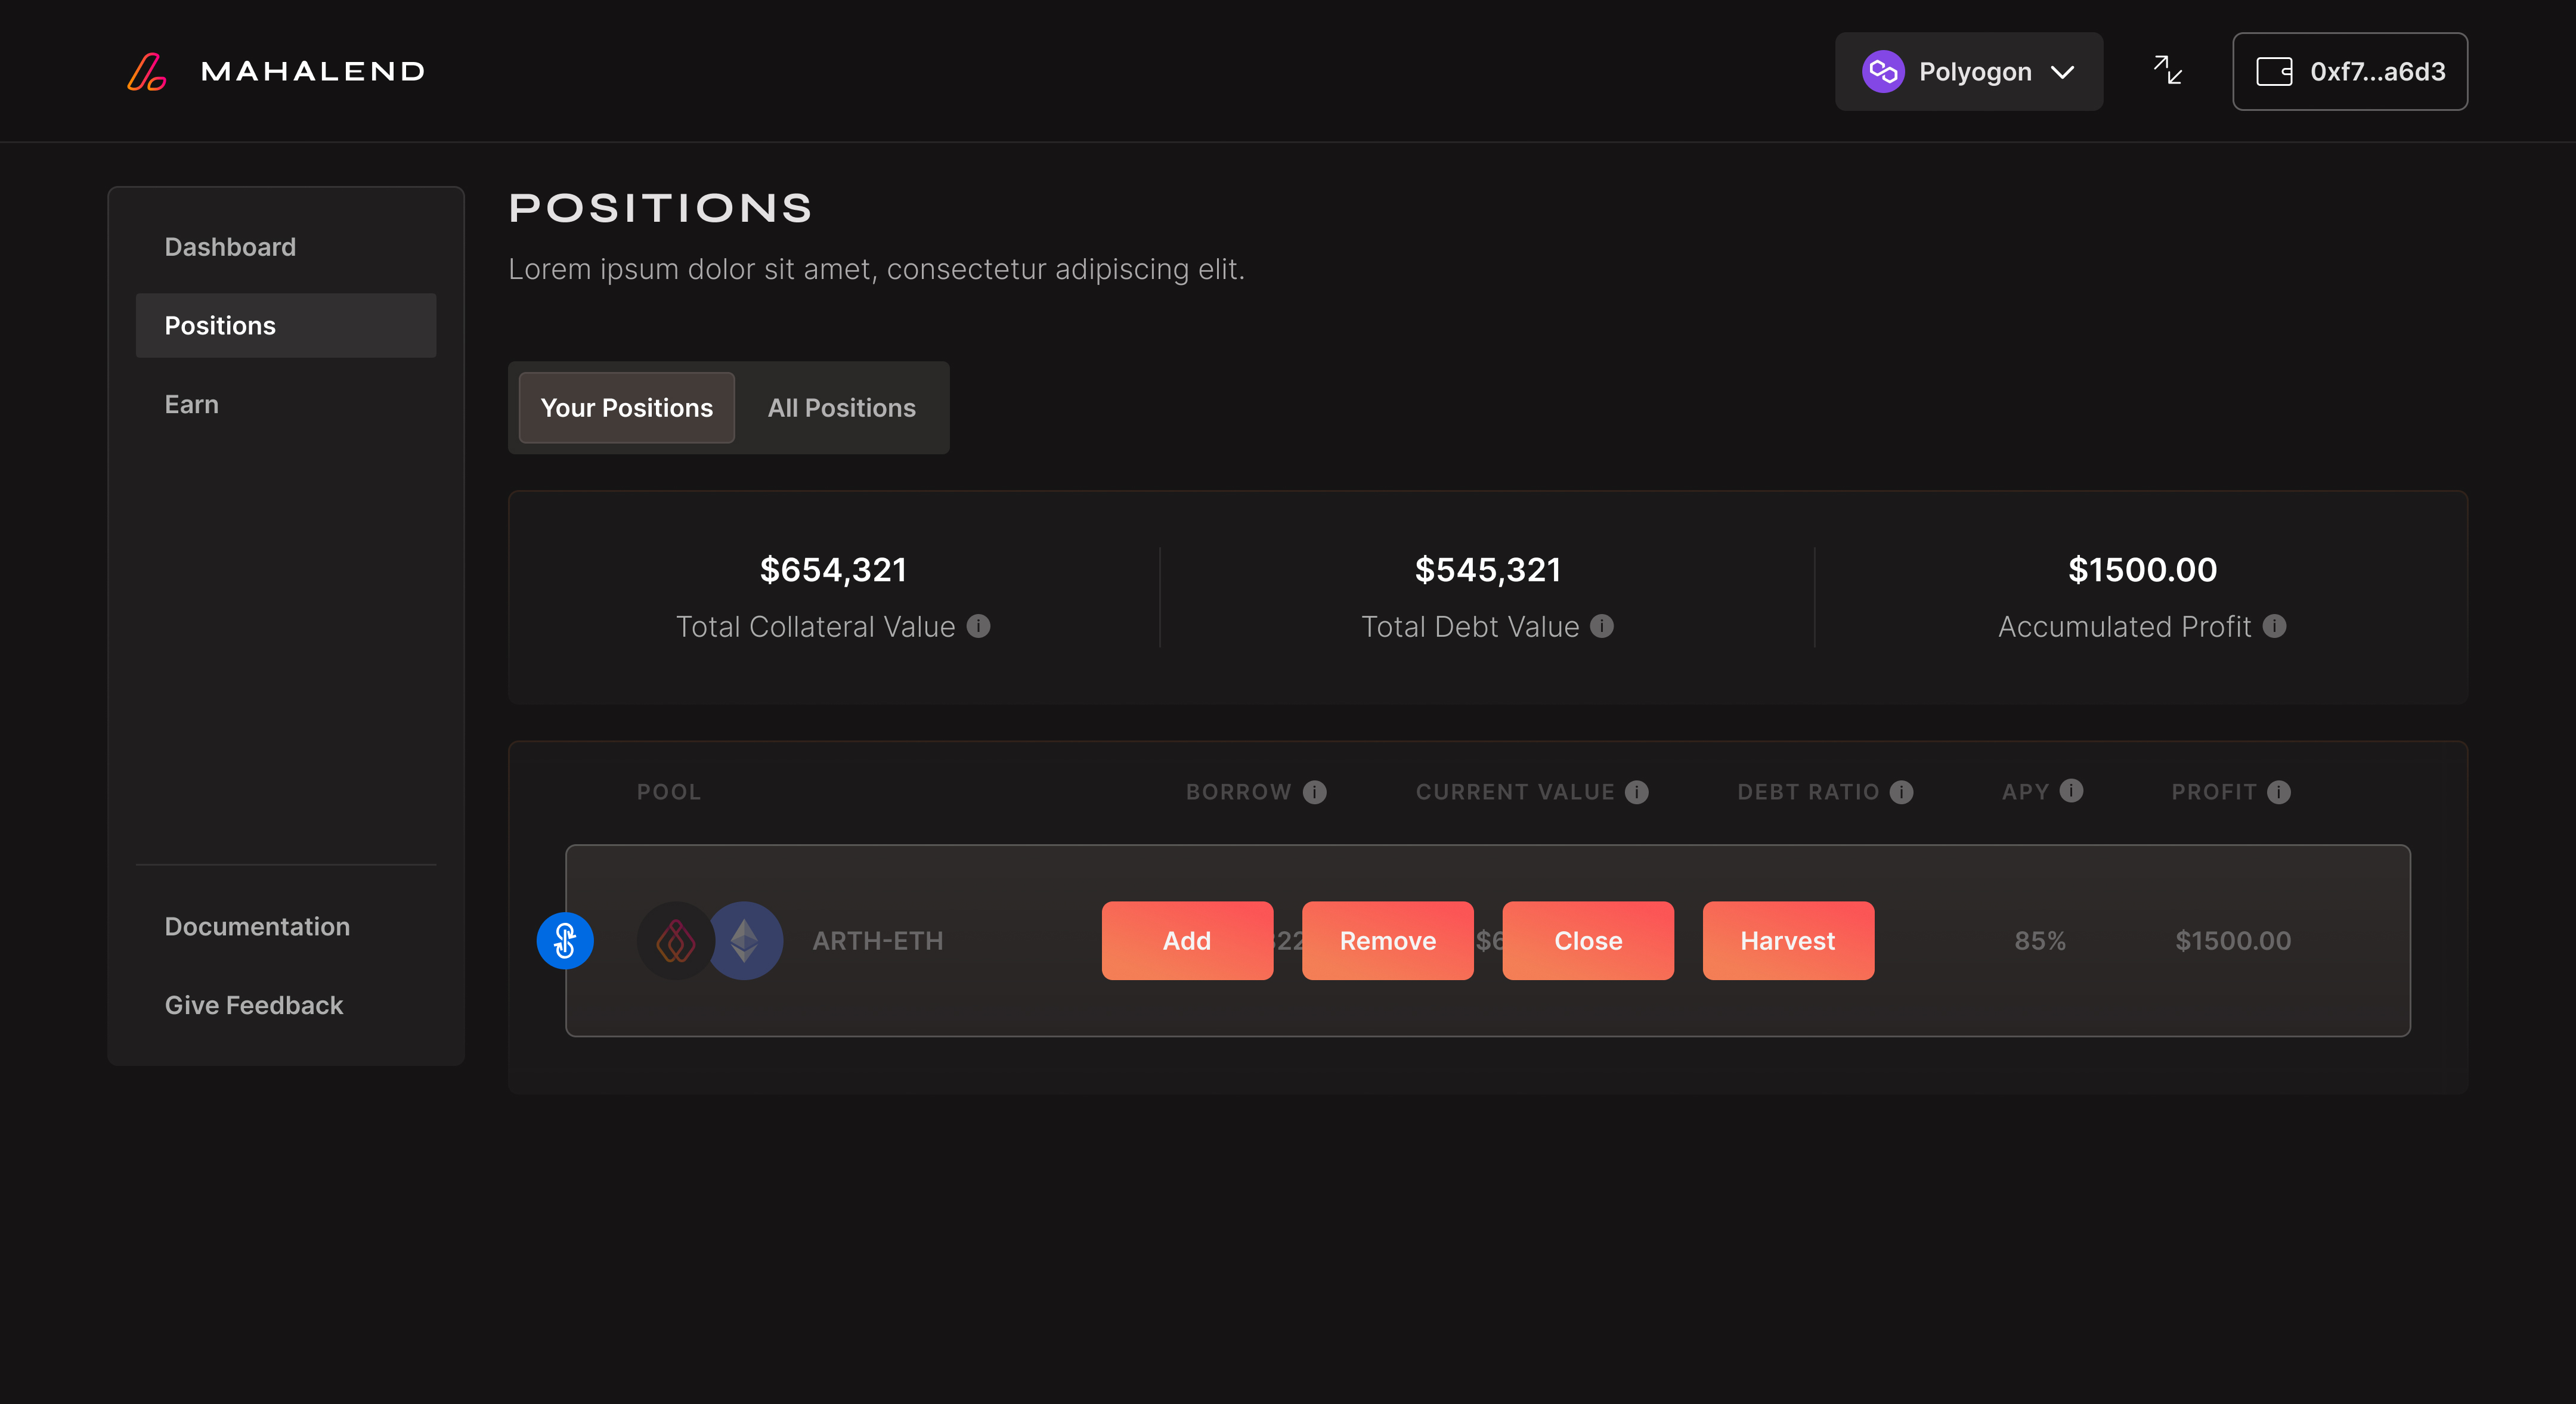 MAHALEND
Polyogon
0xf7...a6d3
Dashboard
Positions
Earn
Documentation
Give Feedback
POSITIONS
Lorem ipsum dolor sit amet, consectetur adipiscing elit.
Your Positions All Positions
$654,321 $545,321 $1500.00
Total Collateral Value Total Debt Value Accumulated Profit
POOL BORROW CURRENT VALUE DEBT RATIO APY PROFIT
ARTH-ETH Add Remove Close Harvest 85% $1500.00